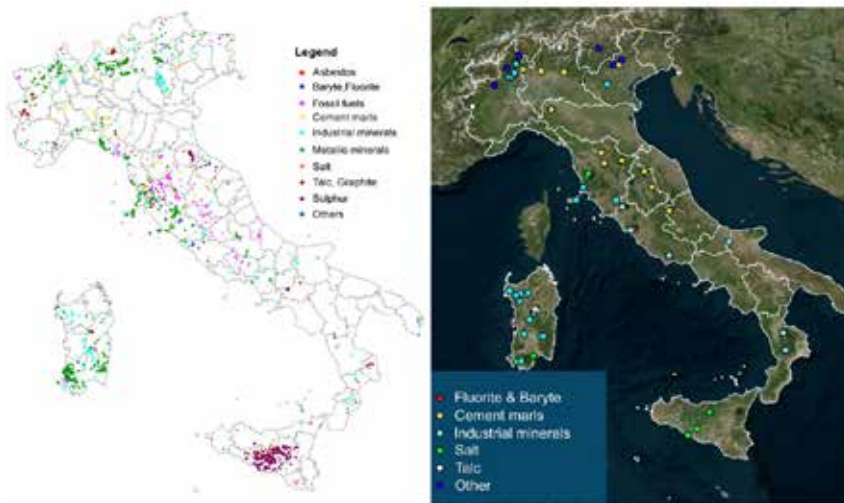 Legend
Asbestos
Baryte,Fluorite
Fossil fuels
Cement marls
Industrial minerals
Metallic minerals
Salt
Talc, Graphite
Sulphur
Others
Fluorite & Baryte
Cement marls
Industrial minerals
Salt
Talc
Other